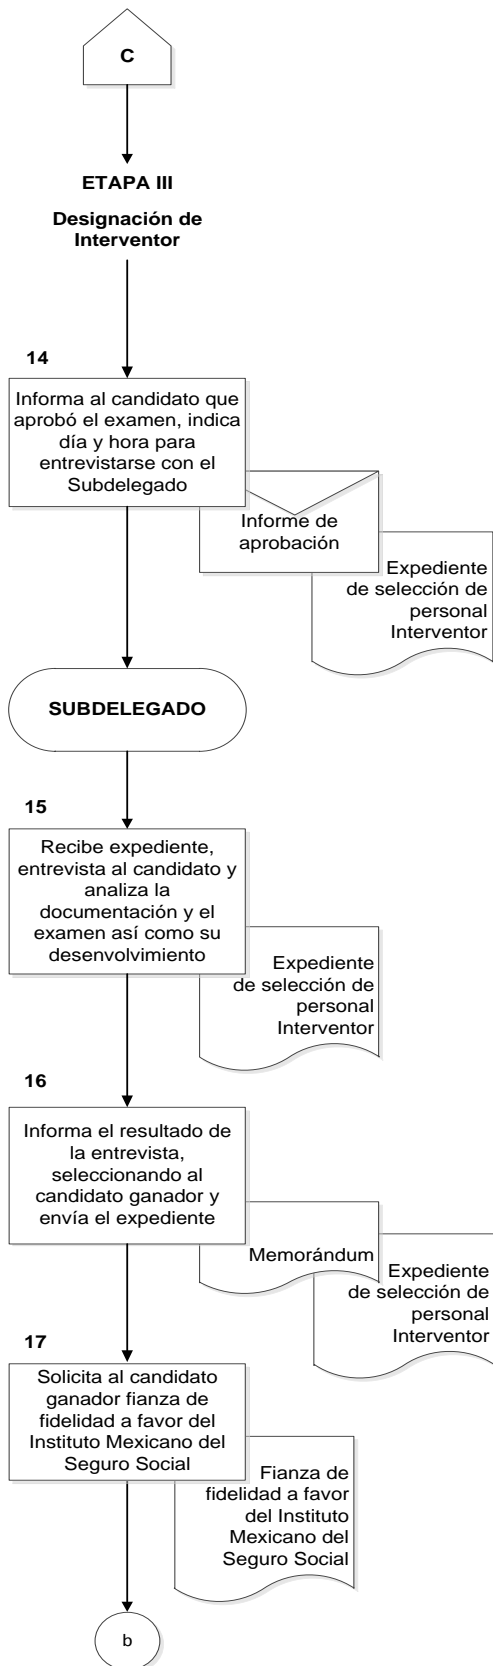 C
ETAPA III
Designación de
Interventor
14
Informa al candidato que
aprobó el examen, indica
día y hora para
entrevistarse con el
Subdelegado
Informe de
aprobación
Expediente
de selección de
personal
Interventor
SUBDELEGADO
15
Recibe expediente,
entrevista al candidato y
analiza la
documentación y el
examen así como su
desenvolvimiento
Expediente
de selección de
personal
Interventor
16
Informa el resultado de
la entrevista,
seleccionando al
candidato ganador y
envía el expediente
Memorándum
Expediente
de selección de
personal
Interventor
17
Solicita al candidato
ganador fianza de
fidelidad a favor del
Instituto Mexicano del
Seguro Social
Fianza de
fidelidad a favor
del Instituto
Mexicano del
Seguro Social
b